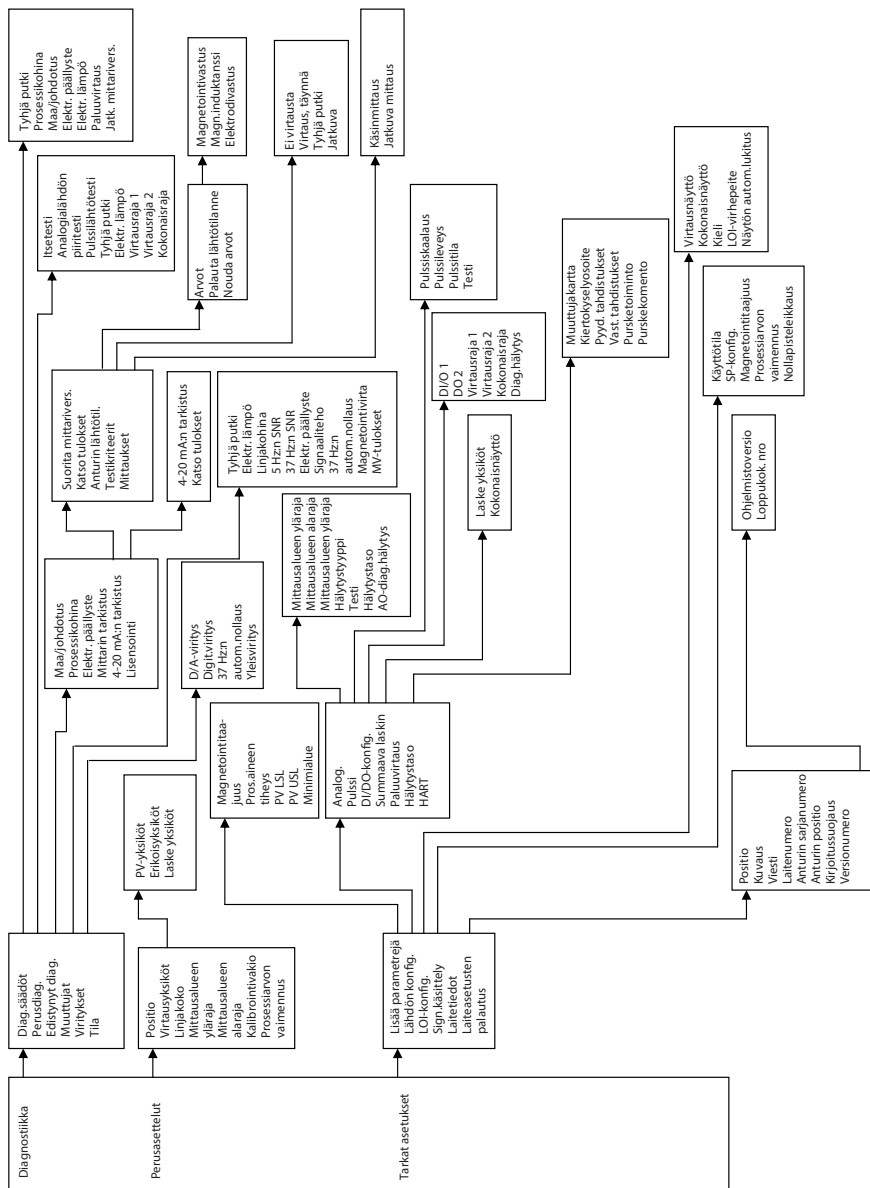 Diagnostiikka
Perusasettelut
Tarkat asetukset
Diag.säädöt
Perusdiag.
Edistynyt diag.
Muuttujat
Viritykset
Tila
Positio
Virtausyksiköt
Linjakoko
Mittausalueen
yläraja
Mittausalueen
alaraja
Kalibrointivakio
Prosessiarvon
vaimennus
Lisää parametrejä
Lähdön konfig.
LOI-konfig.
Sign.käsittely
Laitetiedot
Laiteasetusten
palautus
PV-yksiköt
Erikoisyksiköt
Laske yksiköt
Maa/johdotus
Prosessikohina
Elektr. päällyste
Mittarin tarkistus
4-20 mA:n tarkistus
Lisensointi
D/A-viritys
Digit.viritys
37 Hz:n
autom.nollaus
Yleisviritys
Magnetointitaa-
juus
Pros.aineen
tiheys
PV LSL
PV USL
Minimialue
Analog.
Pulssi
DI/DO-konfig.
Summaava laskin
Paluuvirtaus
Hälytystaso
HART
Positio
Kuvaus
Viesti
Laitenumero
Anturin sarjanumero
Anturin positio
Kirjoitussuojaus
Versionumero
Suorita mittarivers.
Katso tulokset
Anturin lähtötil.
Testikriteerit
Mittaukset
4-20 mA:n tarkistus
Katso tulokset
Tyhjä putki
Elektr. lämpö
Linjakohina
5 Hz:n SNR
37 Hz:n SNR
Elektr. päällyste
Signaaliteho
37 Hz:n
autom.nollaus
Magnetointivirta
MV-tulokset
Mittausalueen yläraja
Mittausalueen alaraja
Mittausalueen yläraja
Hälytystyyppi
Testi
Hälytystaso
AO-diag.hälytys
Tyhjä putki
Prosessikohina
Maa/johdotus
Elektr. päällyste
Elektr. lämpö
Paluuvirtaus
Jatk. mittarivers.
Itsetesti
Analogialähdön
piiritesti
Pulssilähtötesti
Tyhjä putki
Elektr. lämpö
Virtausraja 1
Virtausraja 2
Kokonaisraja
Arvot
Palauta lähtötilanne
Nouda arvot
Magnetointivastus
Magn.induktanssi
Elektrodivastus
Ei virtausta
Virtaus, täynnä
Tyhjä putki
Jatkuva
Käsinmittaus
Jatkuva mittaus
Pulssiskaalaus
Pulssileveys
Pulssitila
Testi
DI/O 1
DO 2
Virtausraja 1
Virtausraja 2
Kokonaisraja
Diag.hälytys
Laske yksiköt
Kokonaisnäyttö
Muuttujakartta
Kiertokyselyosoite
Pyyd. tahdistukset
Vast. tahdistukset
Pursketoiminto
Purskekomento
Virtausnäyttö
Kokonaisnäyttö
Kieli
LOI-virhepeite
Näytön autom.lukitus
Käyttötila
SP-konfig.
Magnetointitaajuus
Prosessiarvon
vaimennus
Nollapisteleikkaus
Ohjelmistoversio
Loppukok. nro